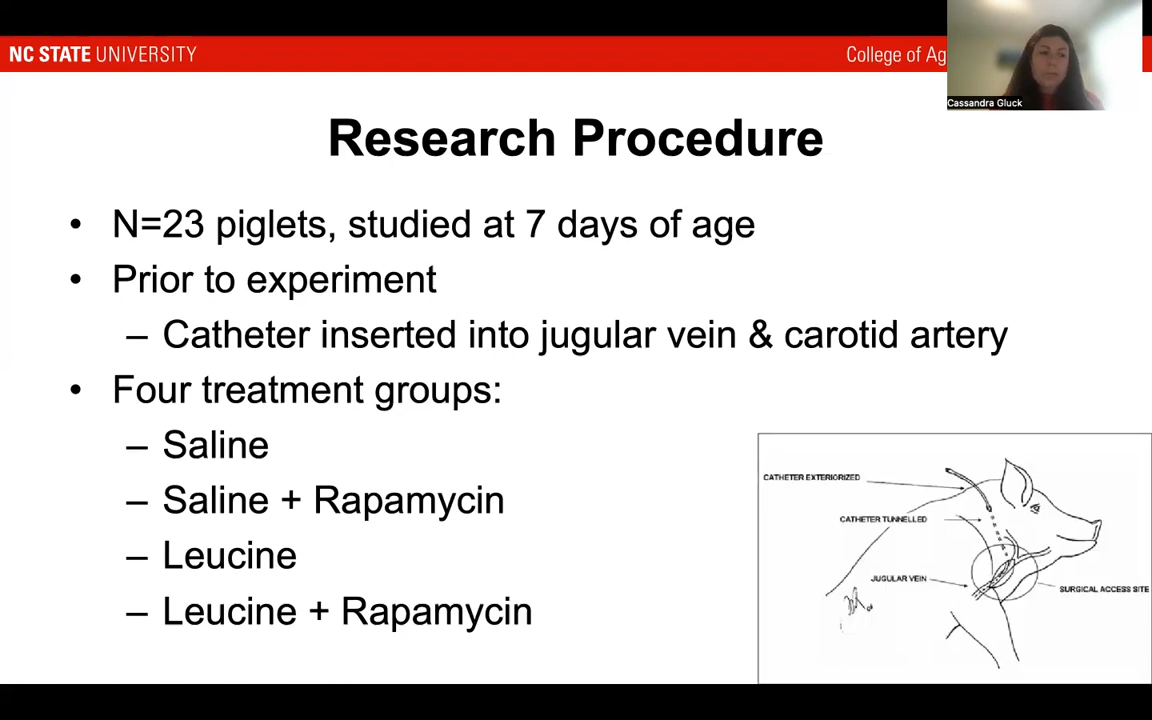 NC STATE UNIVERSITY
College of Ag
Cassandra Gluck
Research Procedure
• N=23 piglets, studied at 7 days of age
• Prior to experiment
– Catheter inserted into jugular vein & carotid artery
• Four treatment groups:
– Saline
– Saline + Rapamycin
– Leucine
– Leucine + Rapamycin
CATHETER EXTERIORIZED
CATHETER TUNNELLED
JUGULAR VEIN
SURGICAL ACCESS SITE